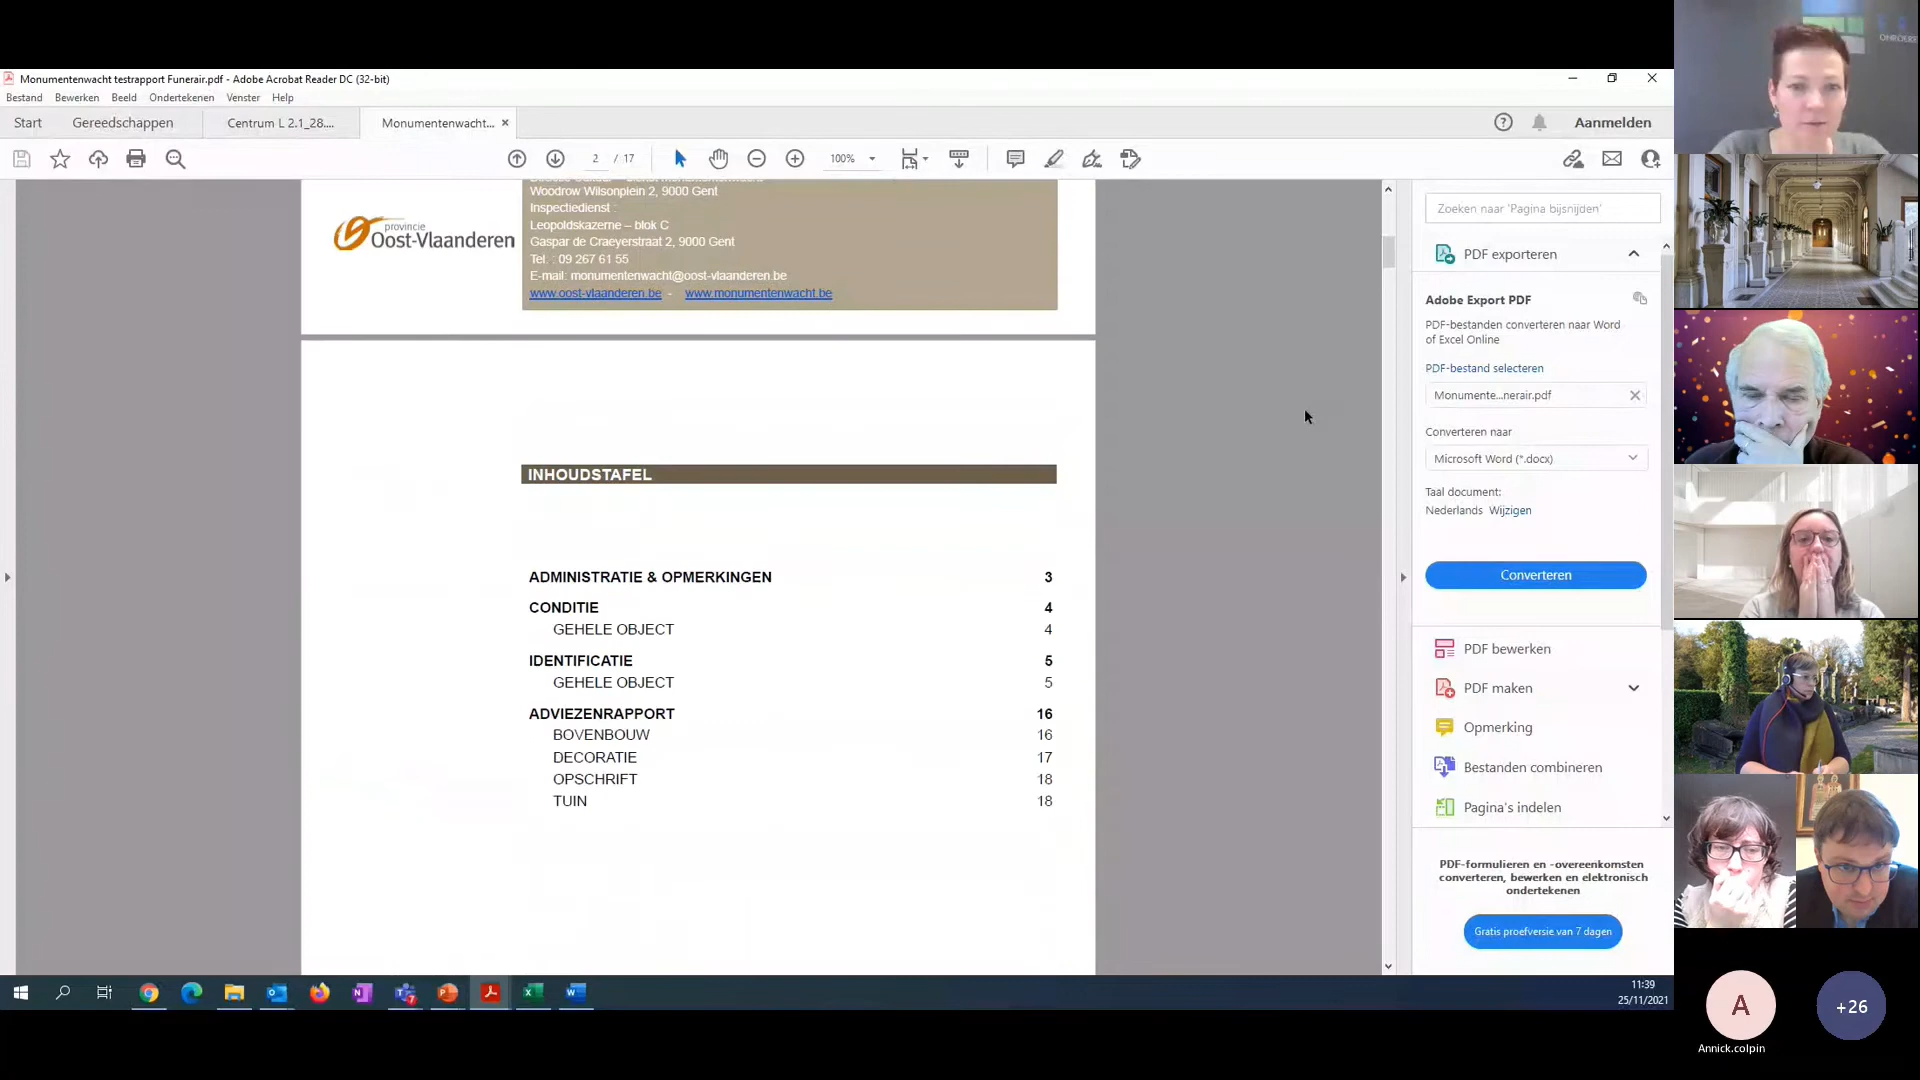 Monumentenwacht testrapport Funerair.pdf - Adobe Acrobat Reader DC (32-bit)
Bestand Bewerken Beeld Ondertekenen Venster Help
Start Gereedschappen Centrum L 2.1_28.... Monumentenwacht... Aanmelden
2 / 17 100%
Woodrow Wilsonplein 2, 9000 Gent
Inspectiedienst :
Leopoldskazerne – blok C
Gaspar de Craeyerstraat 2, 9000 Gent
Tel. : 09 267 61 55
E-mail: monumentenwacht@oost-vlaanderen.be
www.oost-vlaanderen.be - www.monumentenwacht.be
provincie
Oost-Vlaanderen
INHOUDSTAFEL
ADMINISTRATIE & OPMERKINGEN 3
CONDITIE 4
GEHELE OBJECT 4
IDENTIFICATIE 5
GEHELE OBJECT 5
ADVIEZENRAPPORT 16
BOVENBOUW 16
DECORATIE 17
OPSCHRIFT 18
TUIN 18
Zoeken naar 'Pagina bijsnijden'
PDF exporteren
Adobe Export PDF
PDF-bestanden converteren naar Word
of Excel Online
PDF-bestand selecteren
Monumente...nerair.pdf
Converteren naar
Microsoft Word (*.docx)
Taal document:
Nederlands Wijzigen
Converteren
PDF bewerken
PDF maken
Opmerking
Bestanden combineren
Pagina's indelen
PDF-formulieren en -overeenkomsten
converteren, bewerken en elektronisch
ondertekenen
Gratis proefversie van 7 dagen
11:39
25/11/2021
A
+26
Annick.colpin